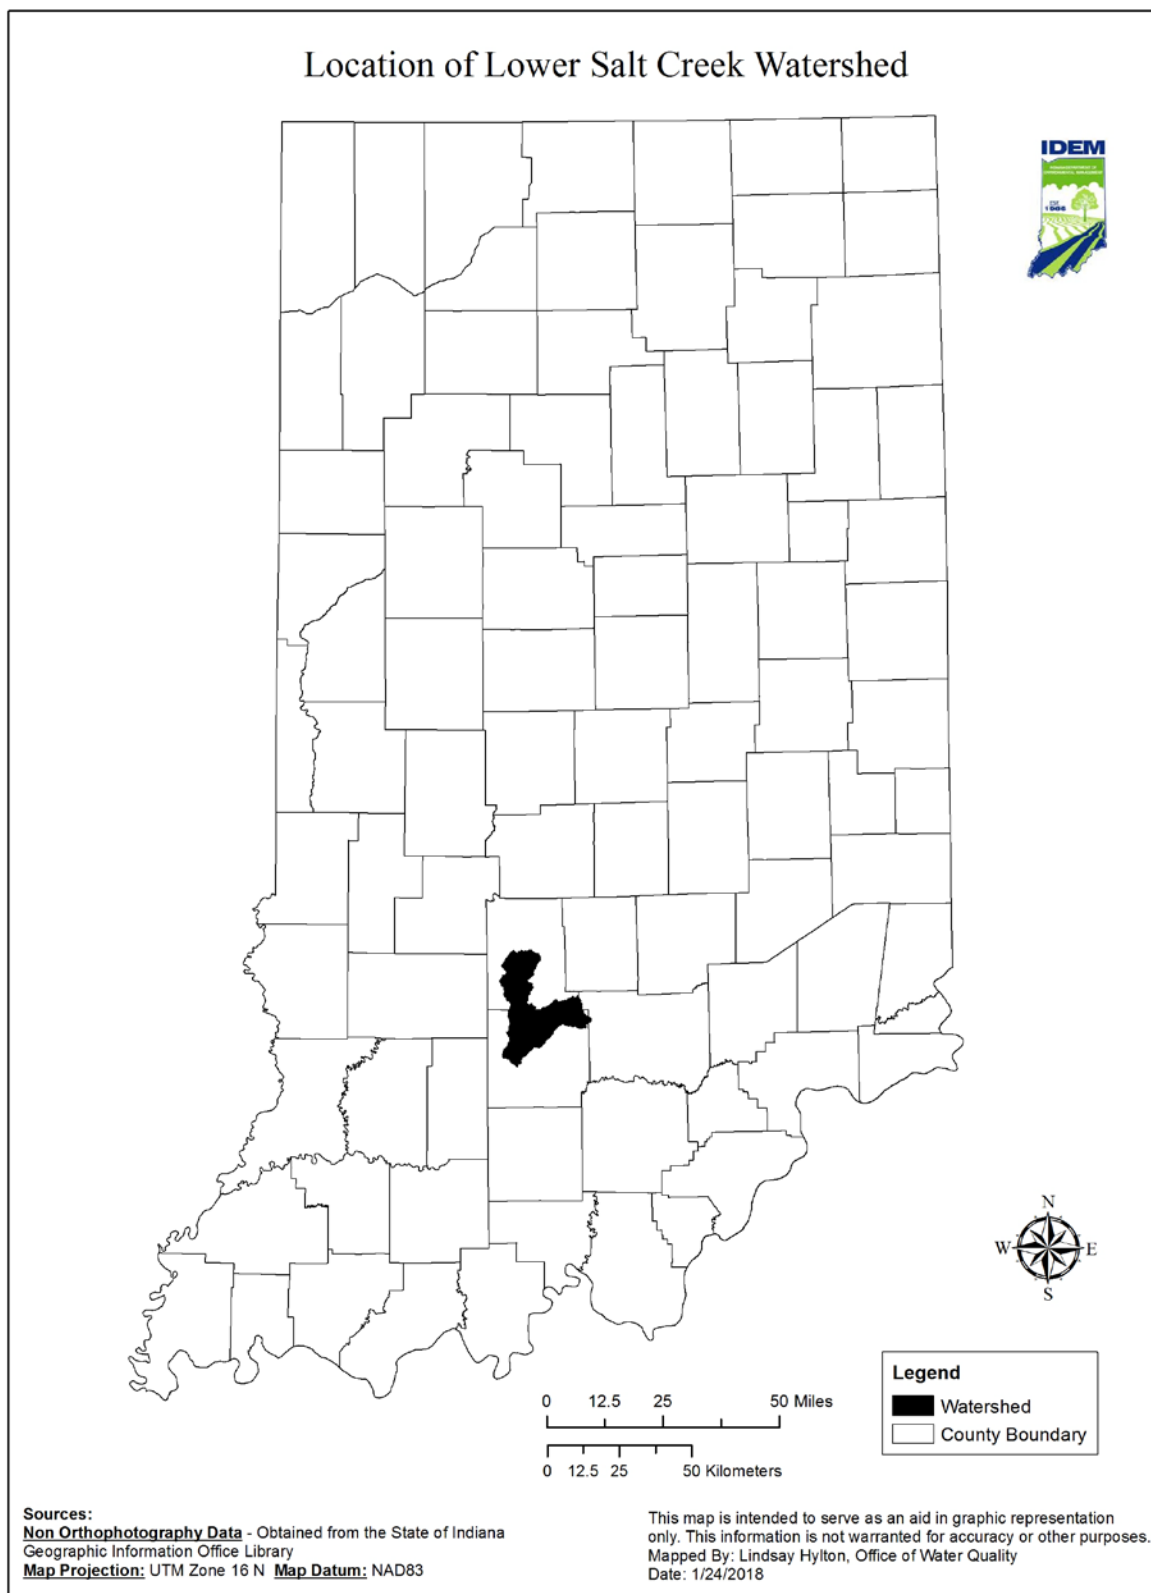 Location of Lower Salt Creek Watershed
IDEM
N
W
E
S
0 12.5 25 50 Miles
0 12.5 25 50 Kilometers
Legend
Watershed
County Boundary
Sources:
Non Orthophotography Data - Obtained from the State of Indiana
Geographic Information Office Library
Map Projection: UTM Zone 16 N Map Datum: NAD83
This map is intended to serve as an aid in graphic representation
only. This information is not warranted for accuracy or other purposes.
Mapped By: Lindsay Hylton, Office of Water Quality
Date: 1/24/2018